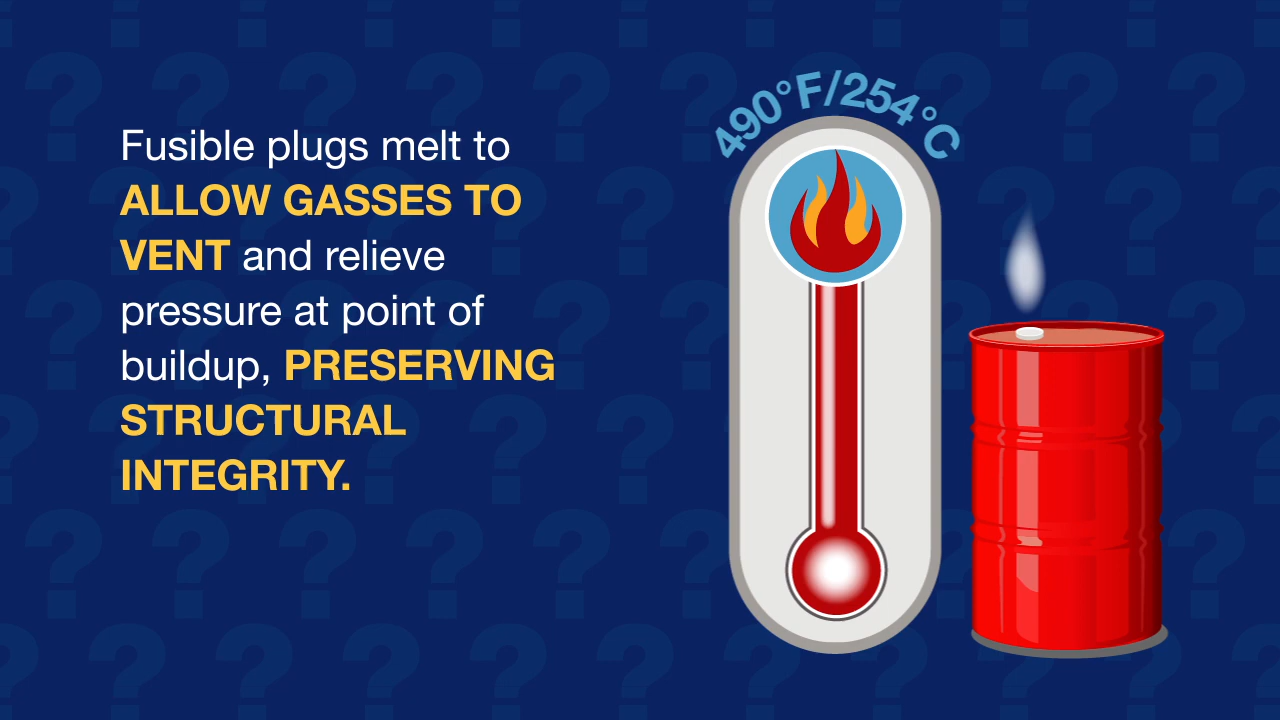 Fusible plugs melt to
ALLOW GASSES TO
VENT and relieve
pressure at point of
buildup, PRESERVING
STRUCTURAL
INTEGRITY.
490°F/254°C